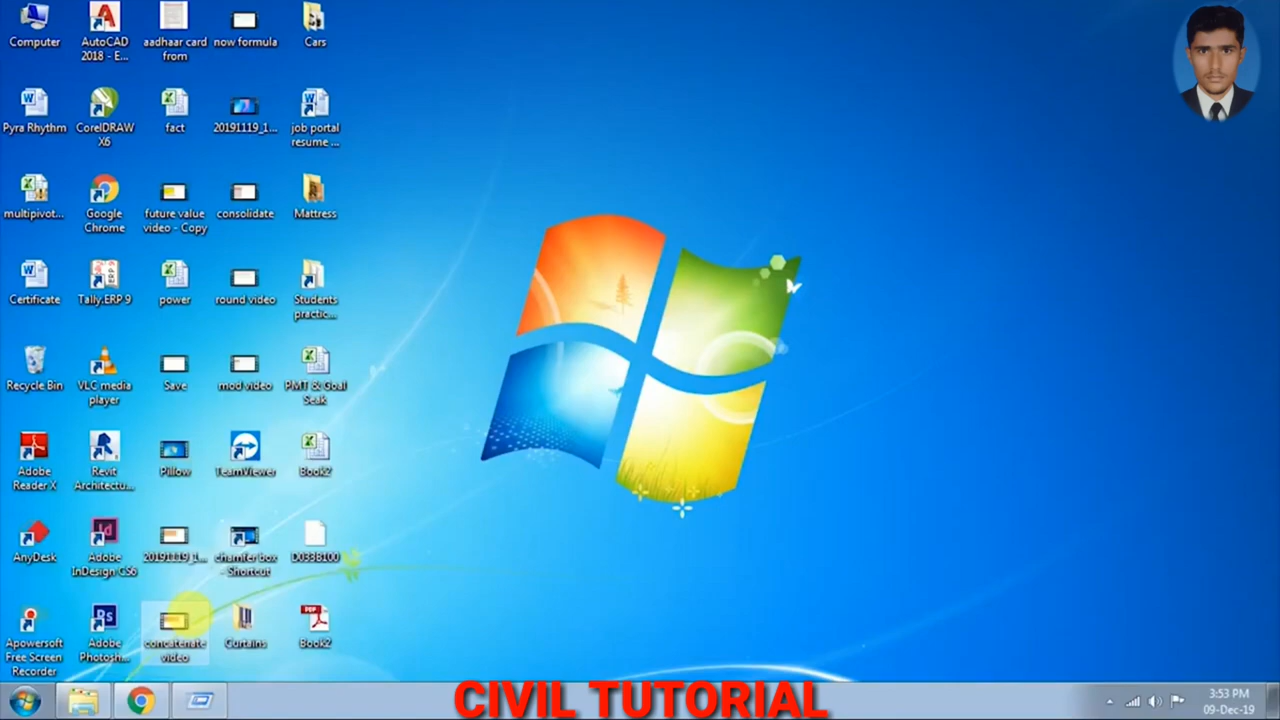 Computer
AutoCAD
2018 - E...
aadhaar card
from
now formula
Cars
Pyra Rhythm
CorelDRAW
X6
fact
20191119_1...
job portal
resume ...
multipivot...
Google
Chrome
future value
video - Copy
consolidate
Mattress
Certificate
Tally.ERP 9
power
round video
Students
practic...
Recycle Bin
VLC media
player
Save
mod video
PMT & Goal
Seak
Adobe
Reader X
Revit
Architectu...
Pillow
TeamViewer
Book2
AnyDesk
Adobe
InDesign CS6
20191119_1...
chamfer box
- Shortcut
D033B100
Apowersoft
Free Screen
Recorder
Adobe
Photosh...
concatenate
video
Curtains
Book2
CIVIL TUTORIAL
3:53 PM
09-Dec-19